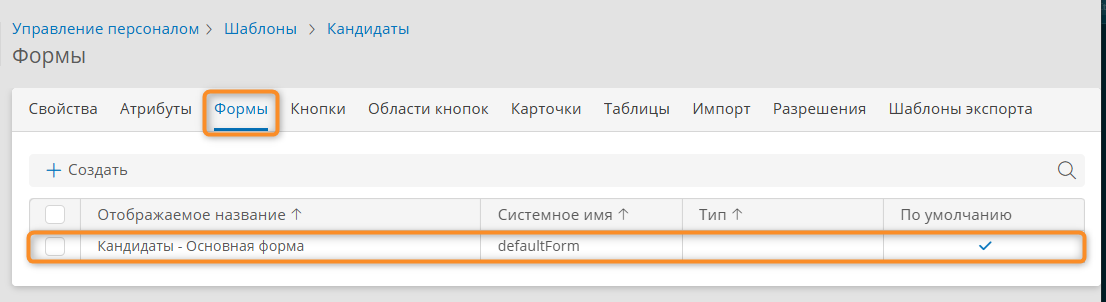 Управление персоналом > Шаблоны > Кандидаты
Формы
Свойства Атрибуты Формы Кнопки Области кнопок Карточки Таблицы Импорт Разрешения Шаблоны экспорта
+ Создать
Отображаемое название ↑ Системное имя ↑ Тип ↑ По умолчанию
Кандидаты - Основная форма defaultForm ✓